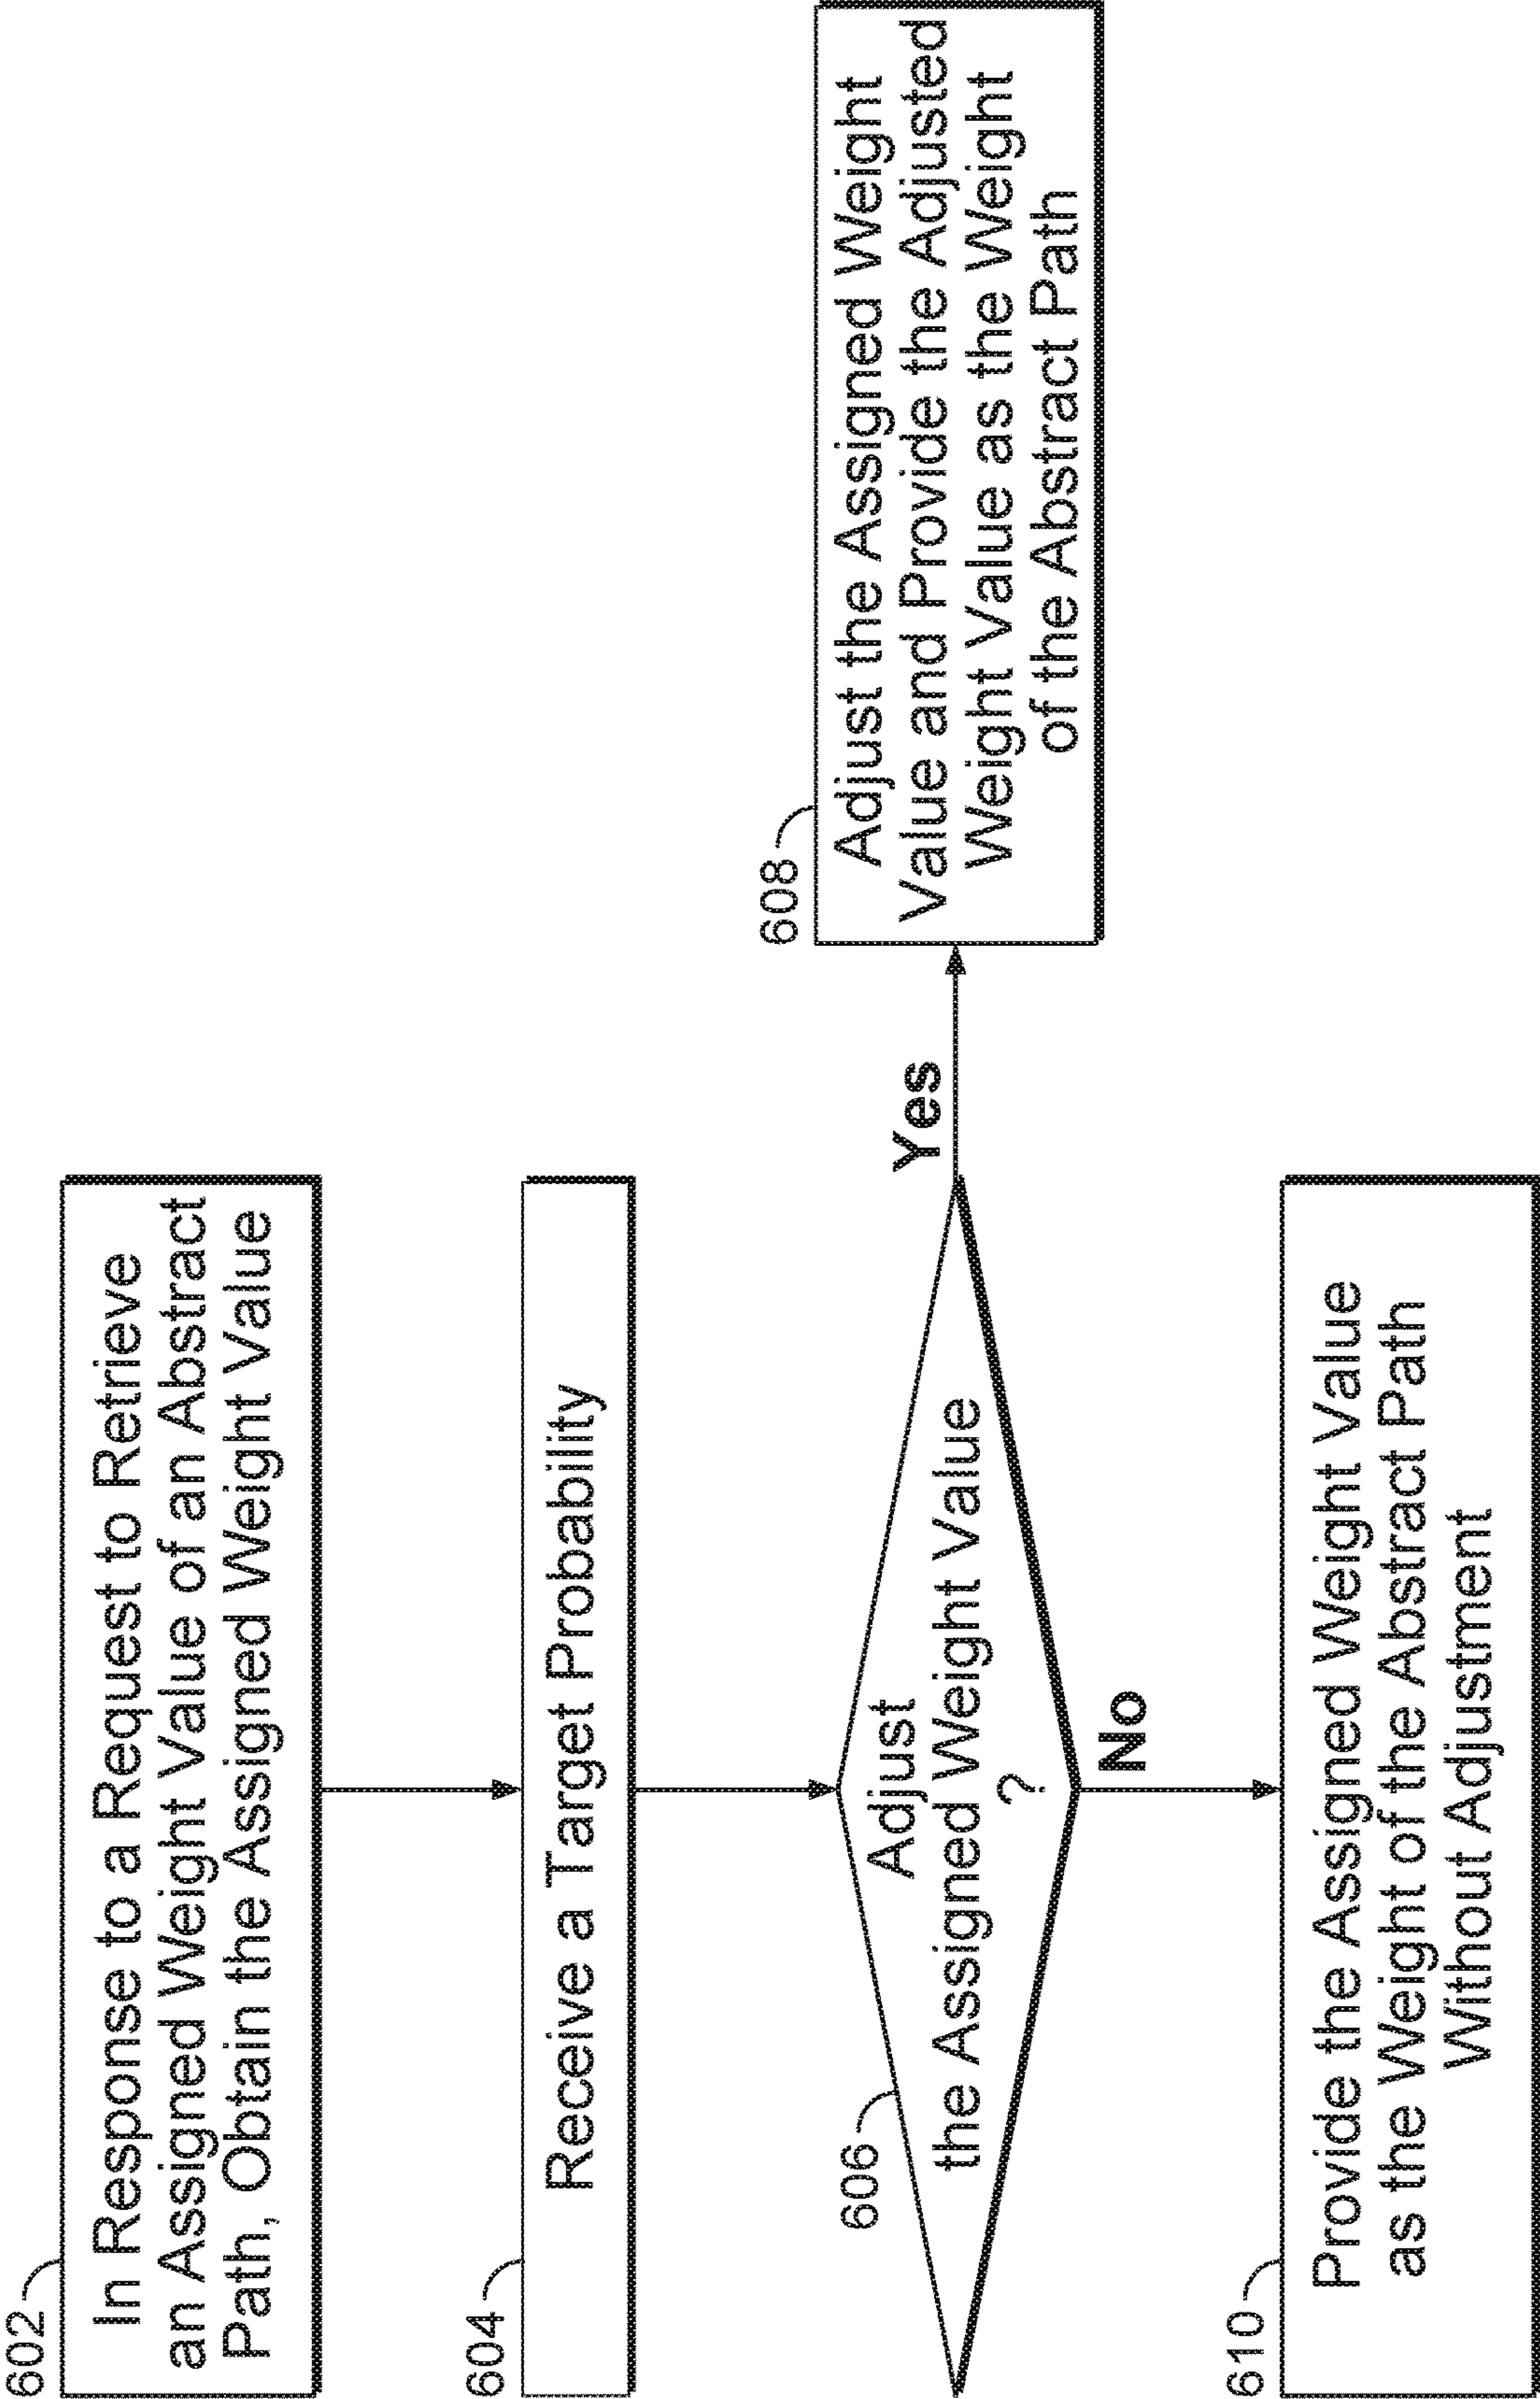 602
In Response to a Request to Retrieve
an Assigned Weight Value of an Abstract
Path, Obtain the Assigned Weight Value
604
Receive a Target Probability
606
Adjust
the Assigned Weight Value
?
Yes
608
Adjust the Assigned Weight
Value and Provide the Adjusted
Weight Value as the Weight
of the Abstract Path
No
610
Provide the Assigned Weight Value
as the Weight of the Abstract Path
Without Adjustment